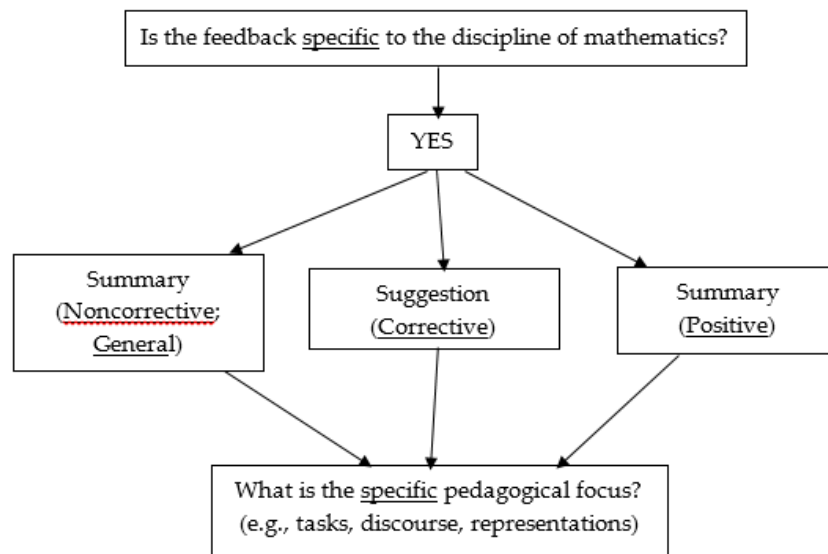 Is the feedback specific to the discipline of mathematics?
YES
Summary
(Noncorrective;
General)
Suggestion
(Corrective)
Summary
(Positive)
What is the specific pedagogical focus?
(e.g., tasks, discourse, representations)